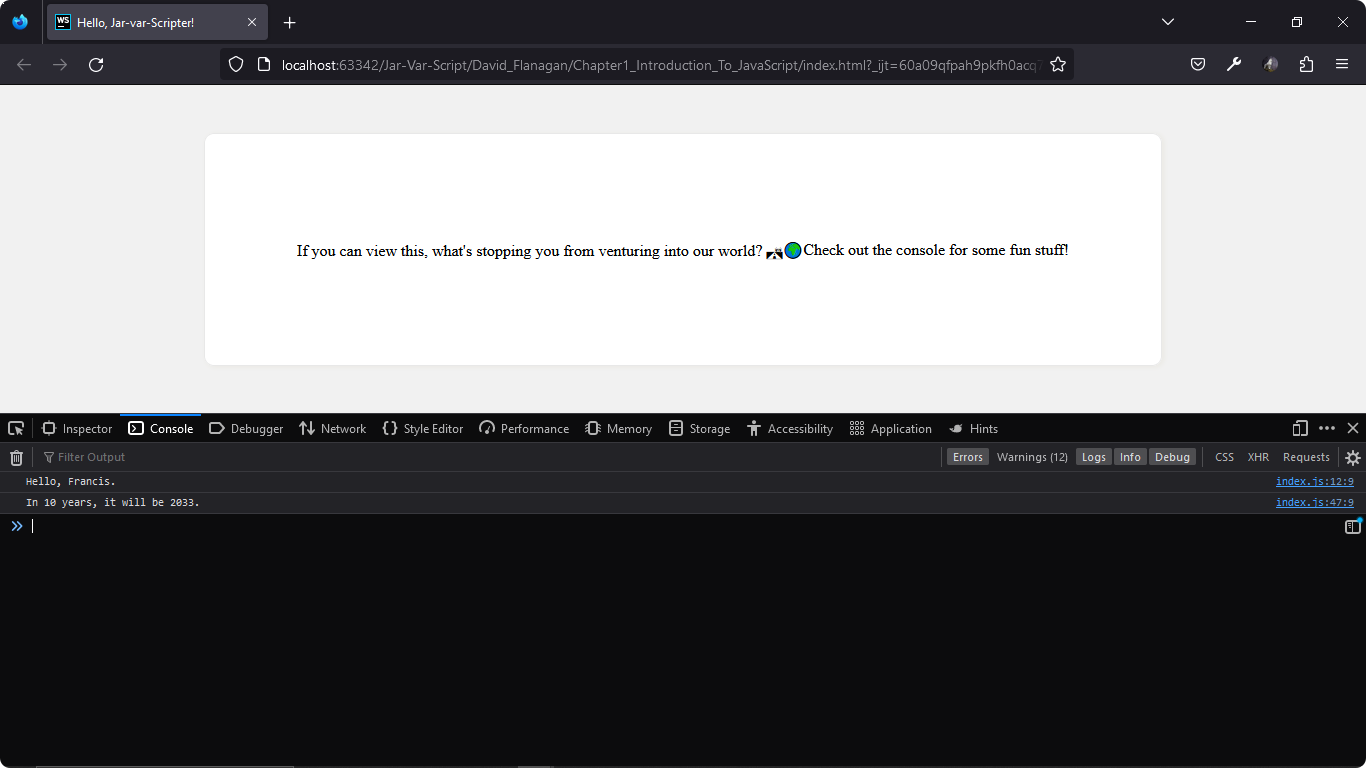 WS
Hello, Jar-var-Scripter!
localhost:63342/Jar-Var-Script/David_Flanagan/Chapter1_Introduction_To_JavaScript/index.html?_ijt=60a09qfpah9pkfh0acq
If you can view this, what's stopping you from venturing into our world? 🛣🌍 Check out the console for some fun stuff!
Inspector Console Debugger Network Style Editor Performance Memory Storage Accessibility Application Hints
Filter Output Errors Warnings (12) Logs Info Debug CSS XHR Requests
Hello, Francis. index.js:12:9
In 10 years, it will be 2033. index.js:47:9